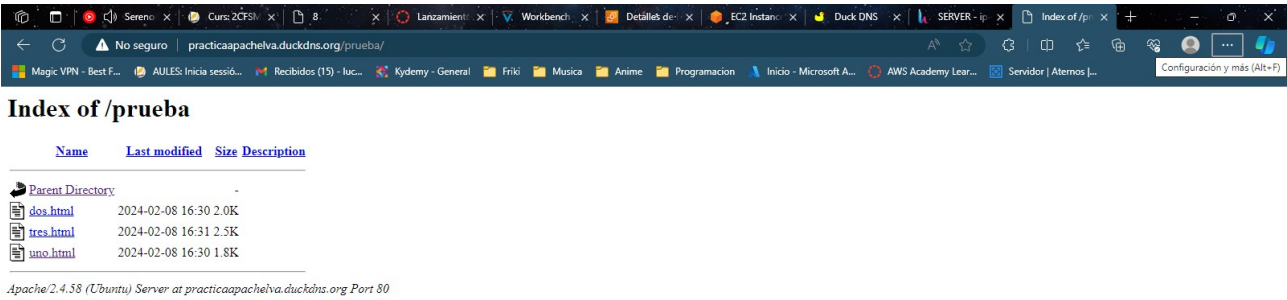 Sereno
Curs: 2CFSM
8
Lanzamiento
Workbench
Detalles de
EC2 Instanc
Duck DNS
SERVER - ip
Index of /pr
No seguro | practicaapachelva.duckdns.org/prueba/
Magic VPN - Best F...
AULES: Inicia sessió...
Recibidos (15) - luc...
Kydemy - General
Friki
Musica
Anime
Programacion
Inicio - Microsoft A...
AWS Academy Lear...
Servidor | Aternos |...
Configuración y más (Alt+F)
Index of /prueba
Name Last modified Size Description
Parent Directory -
dos.html 2024-02-08 16:30 2.0K
tres.html 2024-02-08 16:31 2.5K
uno.html 2024-02-08 16:30 1.8K
Apache/2.4.58 (Ubuntu) Server at practicaapachelva.duckdns.org Port 80